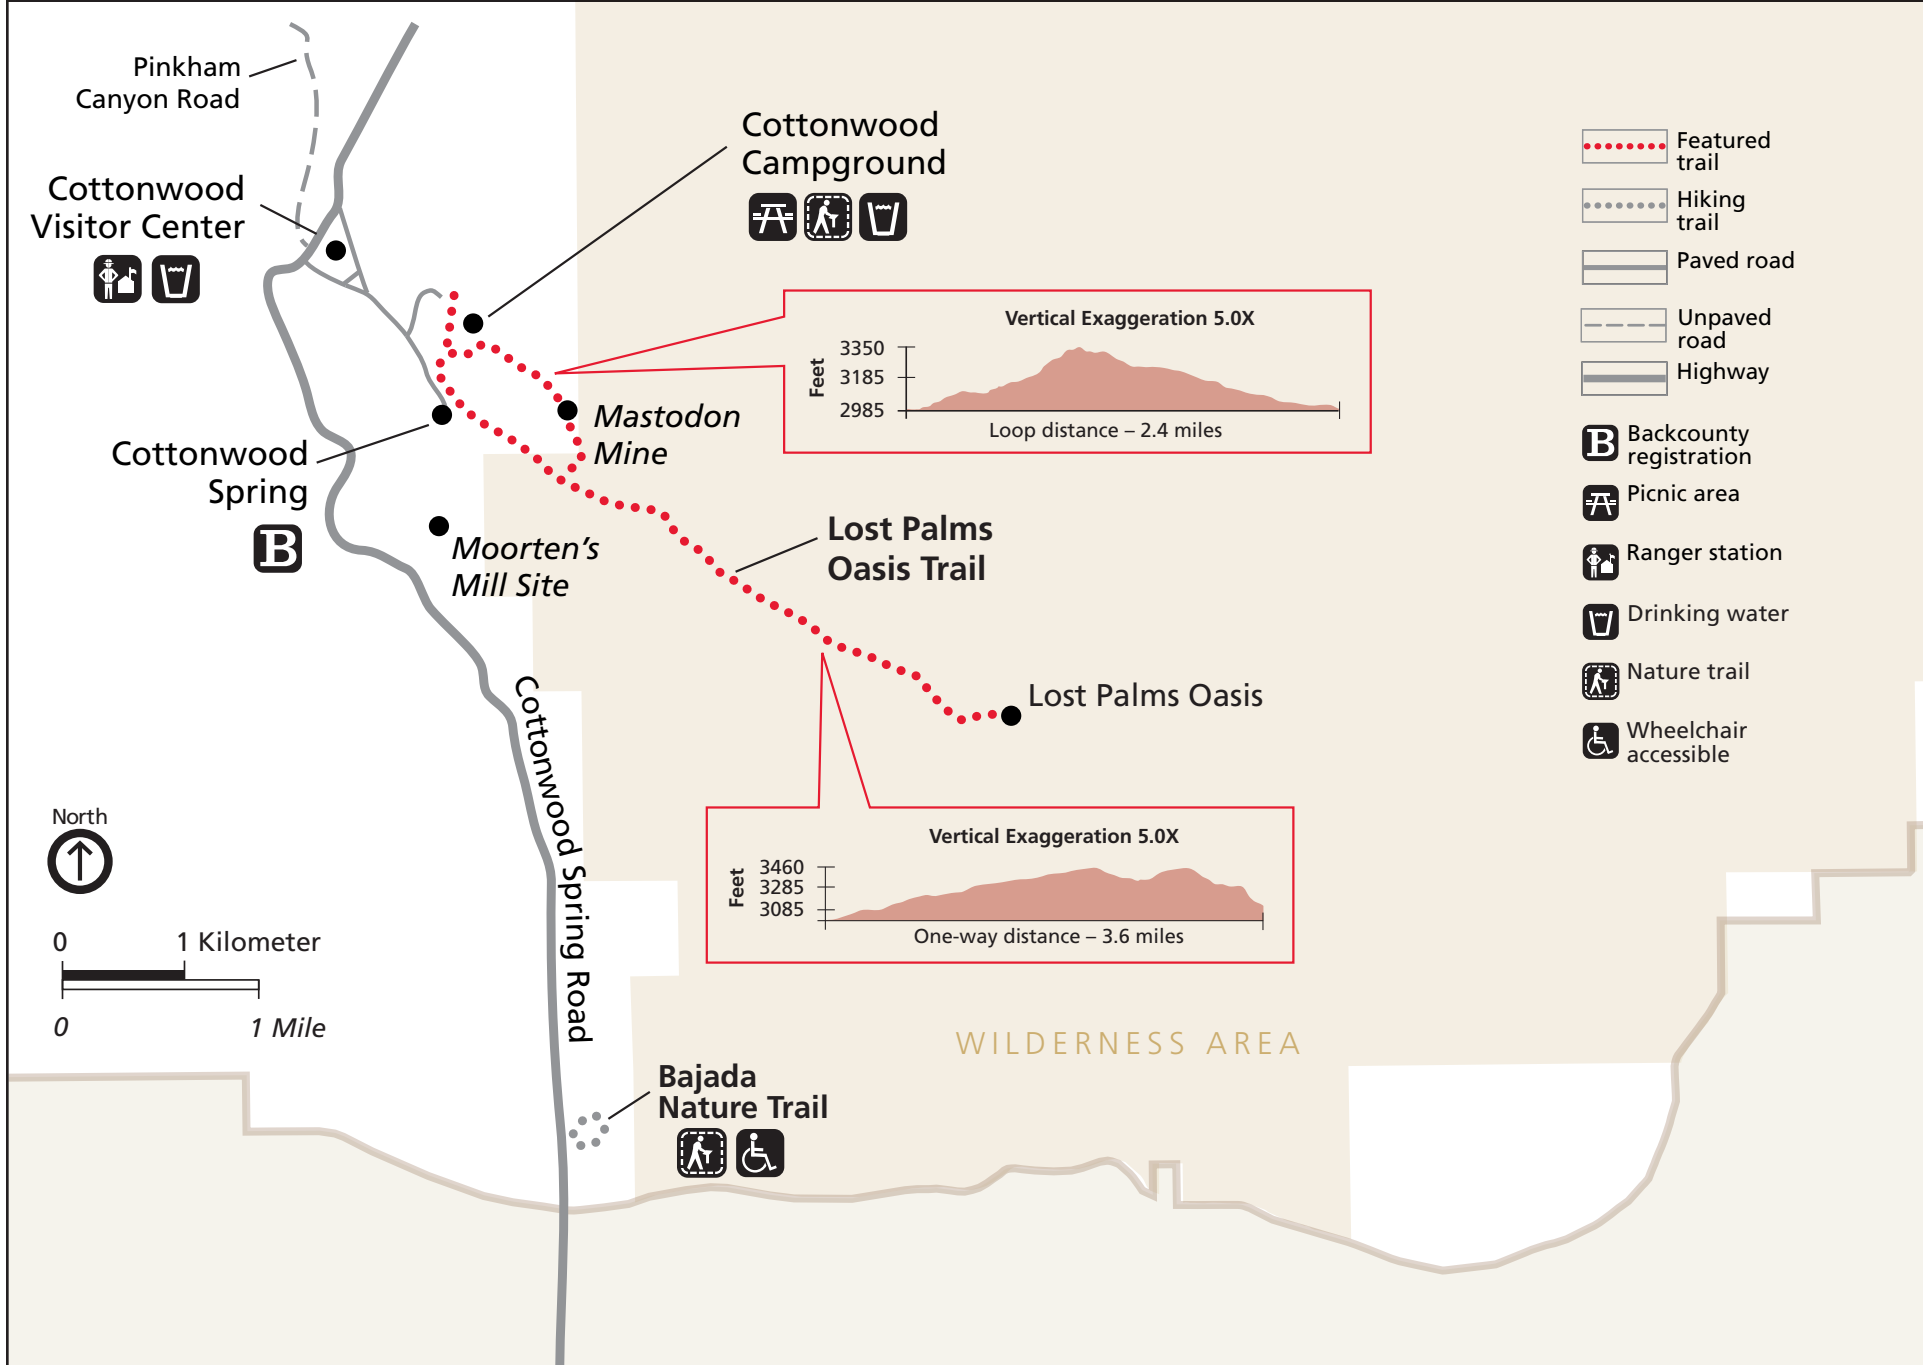 Pinkham
Canyon Road
Cottonwood
Visitor Center
Cottonwood
Campground
Vertical Exaggeration 5.0X
Feet
3350
3185
2985
Loop distance – 2.4 miles
Mastodon
Mine
Cottonwood
Spring
B
Moorten's
Mill Site
Lost Palms
Oasis Trail
Lost Palms Oasis
Cottonwood Spring Road
Vertical Exaggeration 5.0X
Feet
3460
3285
3085
One-way distance – 3.6 miles
North
0 1 Kilometer
0 1 Mile
WILDERNESS AREA
Bajada
Nature Trail
Featured
trail
Hiking
trail
Paved road
Unpaved
road
Highway
B
Backcounty
registration
Picnic area
Ranger station
Drinking water
Nature trail
Wheelchair
accessible